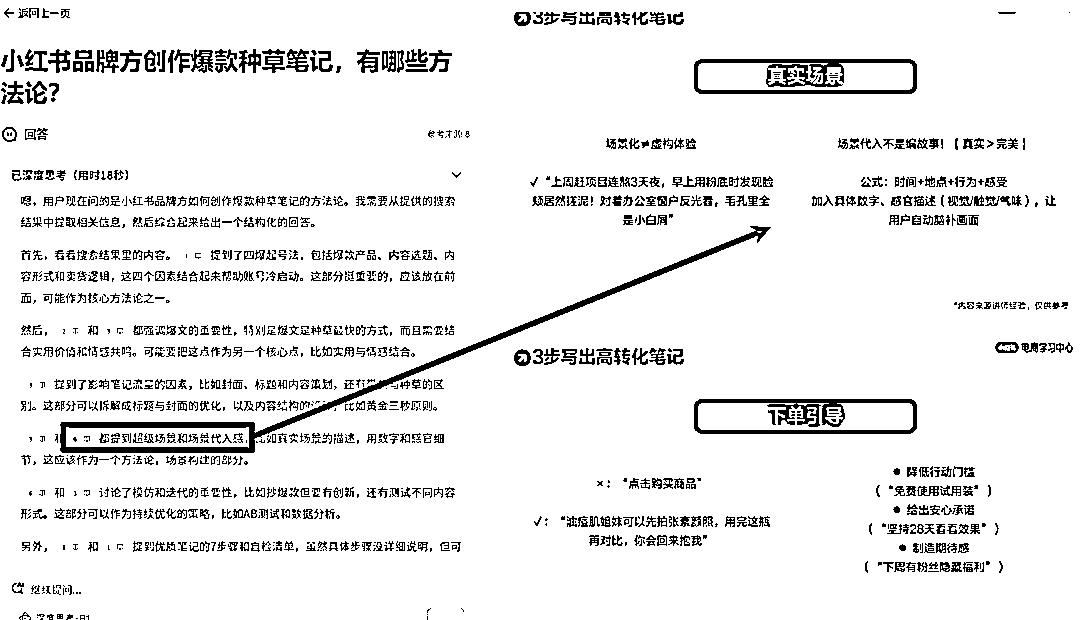 返回上一页
小红书品牌方创作爆款种草笔记，有哪些方
法论？
回答
已深度思考（用时18秒）
嗯，用户现在问的是小红书品牌方如何创作爆款种草笔记的方法论。我需要从提供的搜索
结果中提取相关信息，然后综合起来给出一个结构化的回答。
首先，看看搜索结果里的内容。 提到了四爆起号法，包括爆款产品、内容选题、内
容形式和卖货逻辑，这四个因素结合起来帮助账号冷启动。这部分挺重要的，应该放在前
面，可能作为核心方法论之一。
然后， 和 都强调爆文的重要性，特别是爆文是种草最快的方式，而且需要结
合实用价值和情感共鸣。可能要把这点作为另一个核心点，比如实用与情感结合。
提到了影响笔记流量的因素，比如封面、标题和内容策划，还有 与种草的区
别。这部分可以拆解成标题与封面的优化，以及内容结构的 比如黄金三秒原则。
和 都提到超级场景和场景代入感，比如真实场景的描述，用数字和感官细
节，这应该作为一个方法论，场景构建的部分。
和 讨论了模仿和迭代的重要性，比如抄爆款但要有创新，还有测试不同内容
形式。这部分可以作为持续优化的策略，比如AB测试和数据分析。
另外， 和 提到优质笔记的7步骤和自检清单，虽然具体步骤没详细说明，但可
继续提问...
深度思考·R1
3步写出高转化笔记
真实场景
场景化≠虚构体验
√ “上周赶项目连熬3天夜，早上用粉底时发现脸
颊居然搓泥！对着办公室窗户反光看，毛孔里全
是小白屑”
场景代入不是编故事！【真实＞完美】
公式：时间+地点+行为+感受
加入具体数字、感官描述（视觉/触觉/气味），让
用户自动脑补画面
*内容来源讲师经验，仅供参考
3步写出高转化笔记
电商学习中心
下单引导
×：“点击购买商品”
√：“油痘肌姐妹可以先拍张素颜照，用完这瓶
再对比，你会回来抱我”
● 降低行动门槛
（“免费使用试用装”）
● 给出安心承诺
（“坚持28天看看效果”）
● 制造期待感
（“下周有粉丝隐藏福利”）